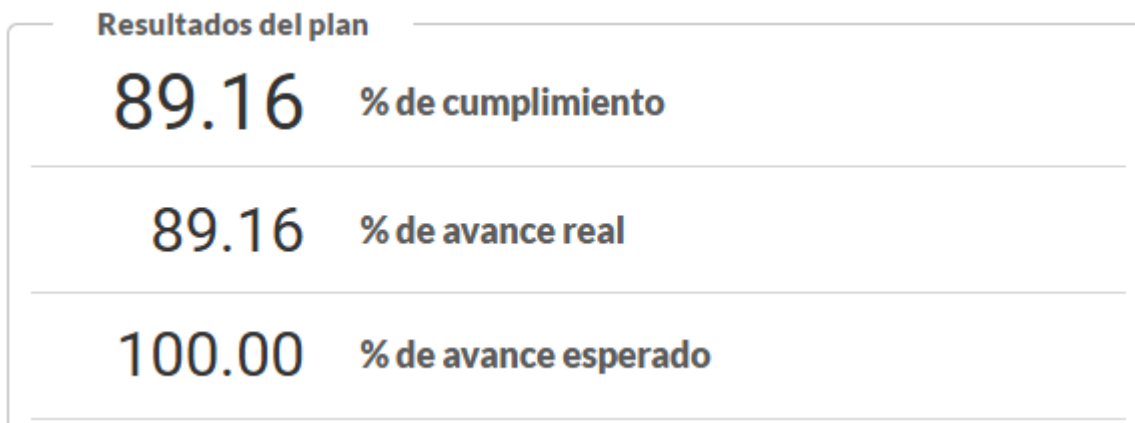 Resultados del plan
89.16 % de cumplimiento
89.16 % de avance real
100.00 % de avance esperado